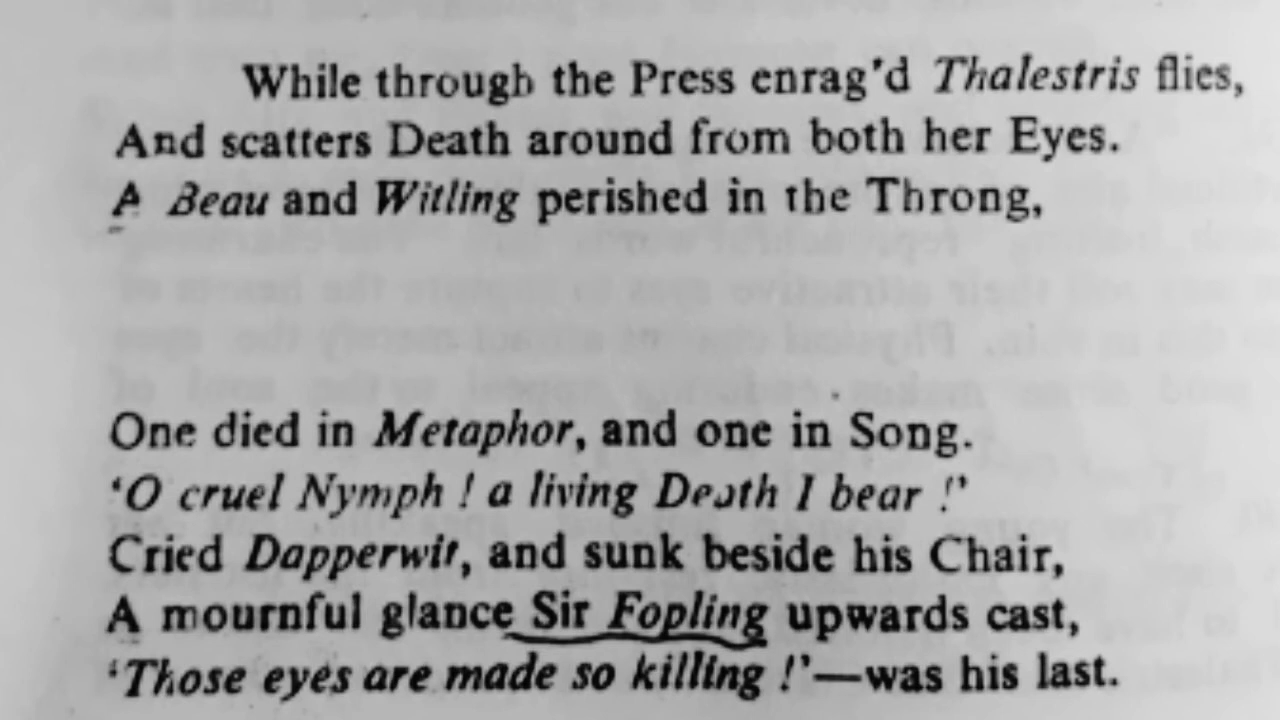 While through the Press enrag'd Thalestris flies,
And scatters Death around from both her Eyes.
A Beau and Witling perished in the Throng,
One died in Metaphor, and one in Song.
'O cruel Nymph ! a living Death I bear !'
Cried Dapperwit, and sunk beside his Chair,
A mournful glance Sir Fopling upwards cast,
'Those eyes are made so killing !'—was his last.